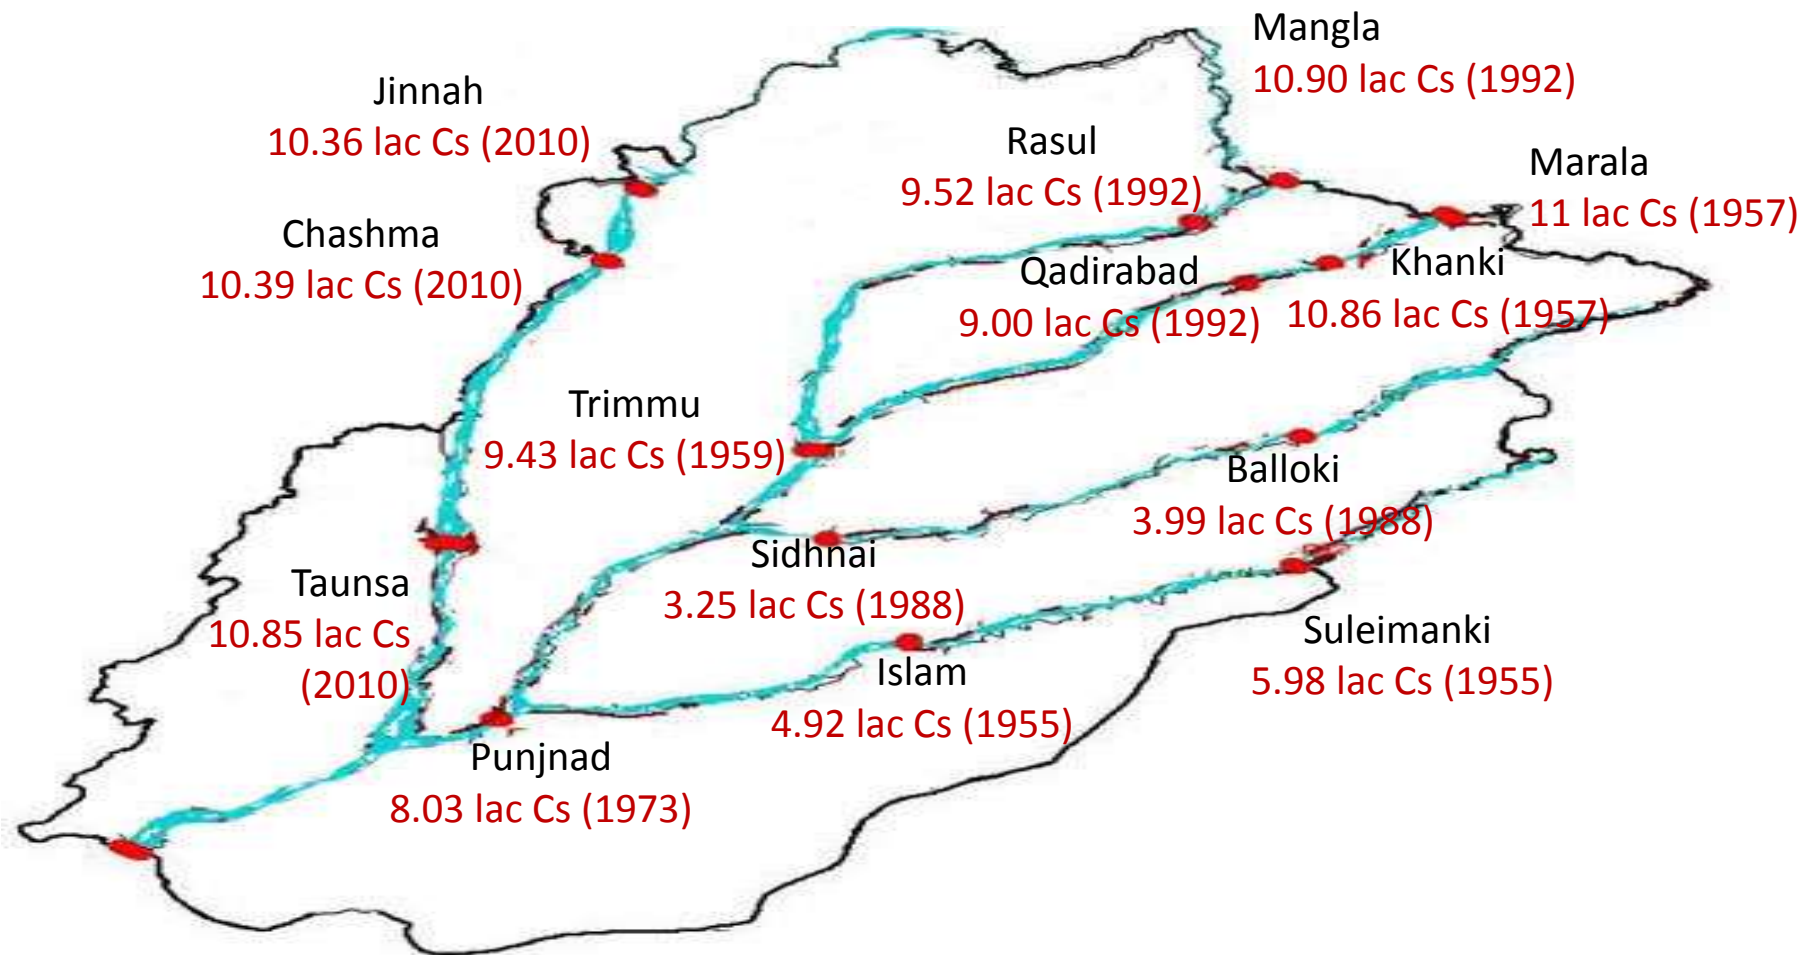 Mangla
10.90 lac Cs (1992)
Jinnah
10.36 lac Cs (2010)
Rasul
9.52 lac Cs (1992)
Marala
11 lac Cs (1957)
Chashma
10.39 lac Cs (2010)
Qadirabad
9.00 lac Cs (1992)
Khanki
10.86 lac Cs (1957)
Trimmu
9.43 lac Cs (1959)
Balloki
3.99 lac Cs (1988)
Sidhnai
3.25 lac Cs (1988)
Taunsa
10.85 lac Cs
(2010)
Suleimanki
5.98 lac Cs (1955)
Islam
4.92 lac Cs (1955)
Punjnad
8.03 lac Cs (1973)